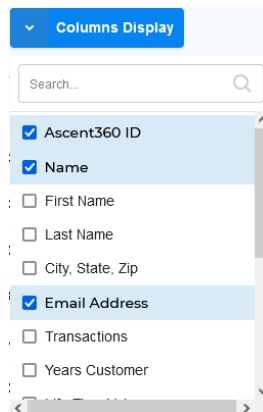 Columns Display
Search...
Ascent360 ID
Name
First Name
Last Name
City, State, Zip
Email Address
Transactions
Years Customer